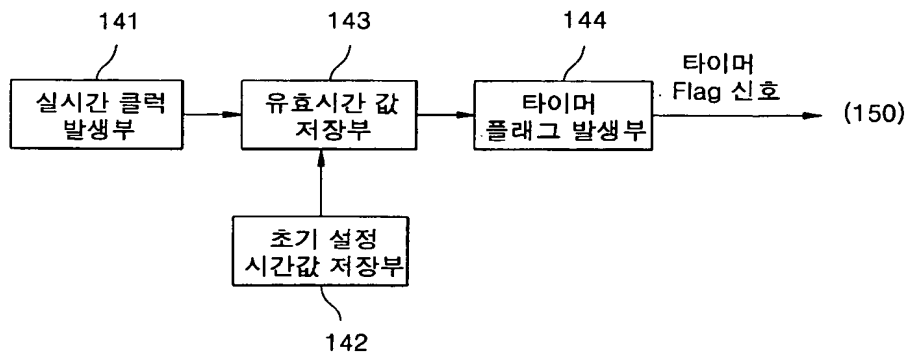 141
143
144
실시간 클럭
발생부
유효시간 값
저장부
타이머
플래그 발생부
타이머
Flag 신호
(150)
초기 설정
시간값 저장부
142